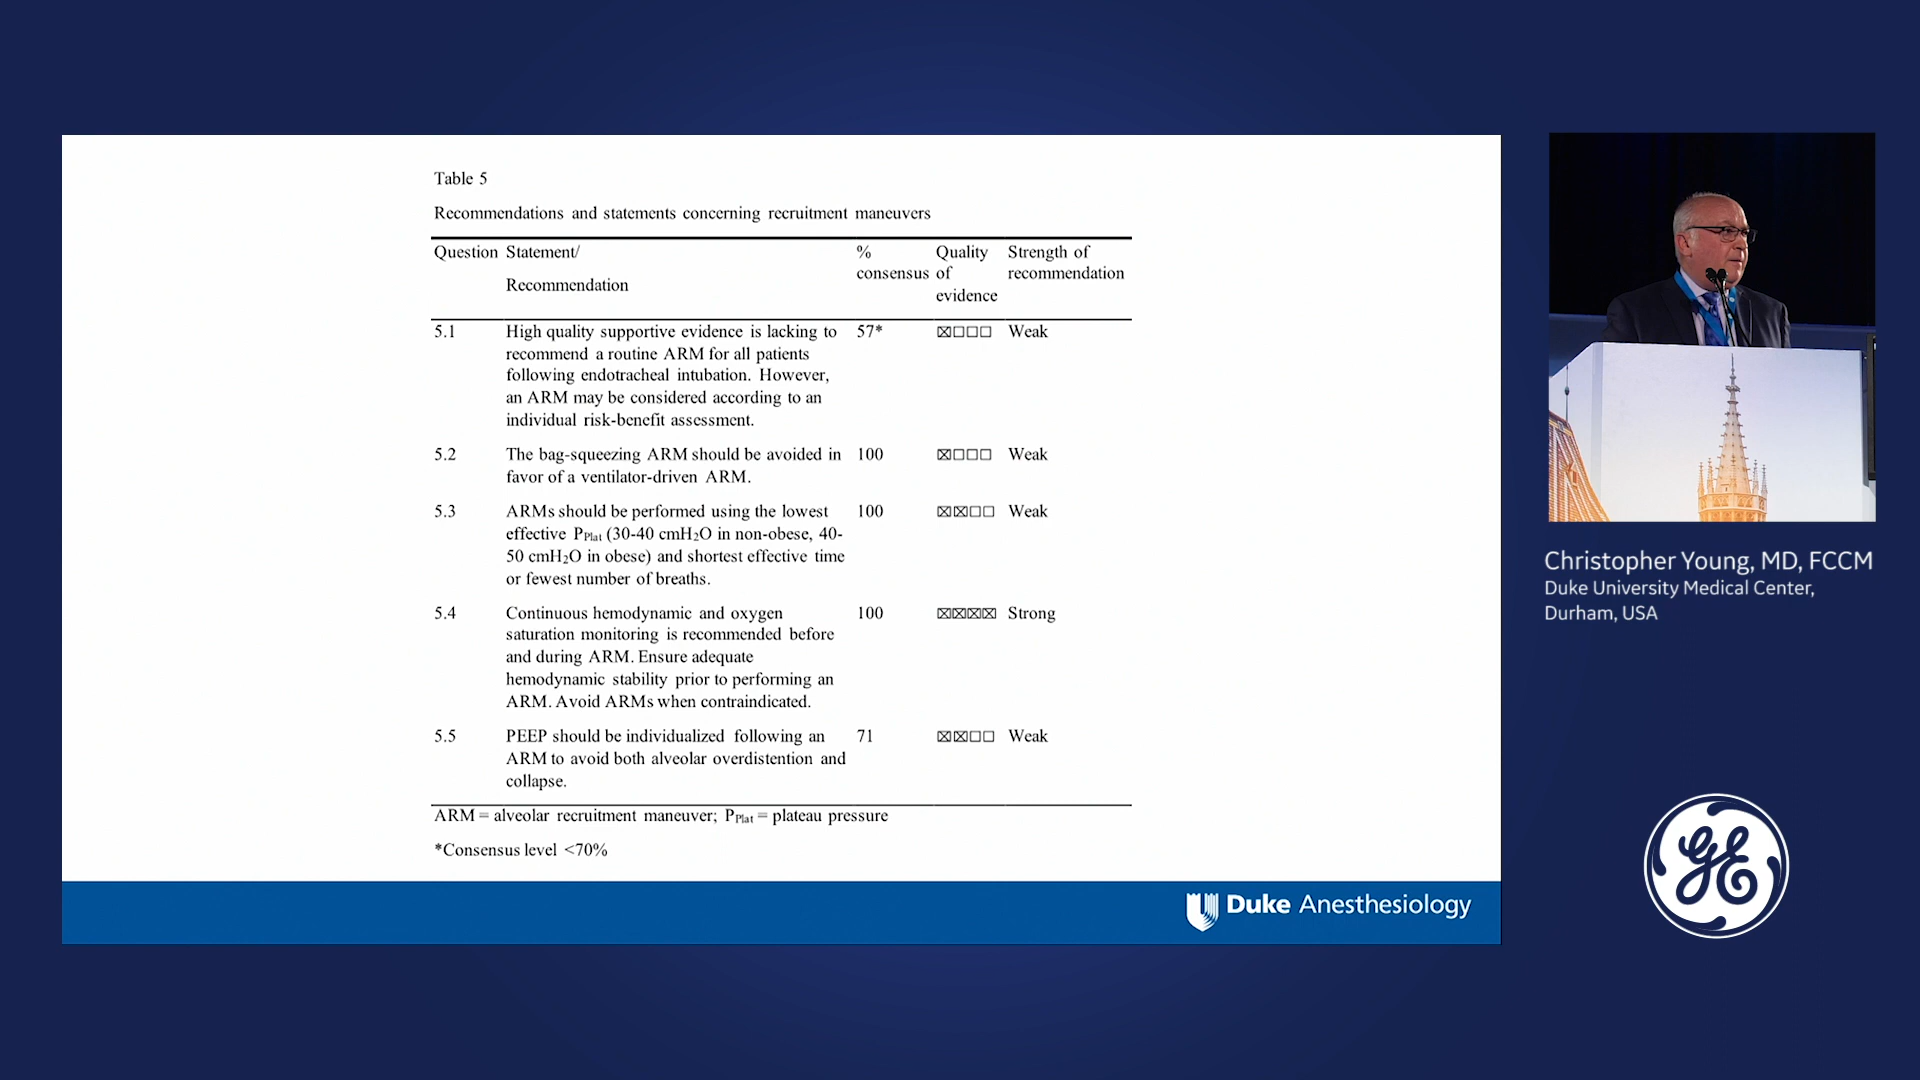 Table 5
Recommendations and statements concerning recruitment maneuvers
Question Statement/ % Quality Strength of
consensus of recommendation
Recommendation
evidence
5.1 High quality supportive evidence is lacking to 57* ☒☐☐☐ Weak
recommend a routine ARM for all patients
following endotracheal intubation. However,
an ARM may be considered according to an
individual risk-benefit assessment.
5.2 The bag-squeezing ARM should be avoided in 100 ☒☐☐☐ Weak
favor of a ventilator-driven ARM.
5.3 ARMs should be performed using the lowest 100 ☒☒☐☐ Weak
effective PPlat (30-40 cmH2O in non-obese, 40-
50 cmH2O in obese) and shortest effective time
or fewest number of breaths.
5.4 Continuous hemodynamic and oxygen 100 ☒☒☒☒ Strong
saturation monitoring is recommended before
and during ARM. Ensure adequate
hemodynamic stability prior to performing an
ARM. Avoid ARMs when contraindicated.
5.5 PEEP should be individualized following an 71 ☒☒☐☐ Weak
ARM to avoid both alveolar overdistention and
collapse.
ARM = alveolar recruitment maneuver; PPlat = plateau pressure
*Consensus level <70%
Duke Anesthesiology
Christopher Young, MD, FCCM
Duke University Medical Center,
Durham, USA
GE